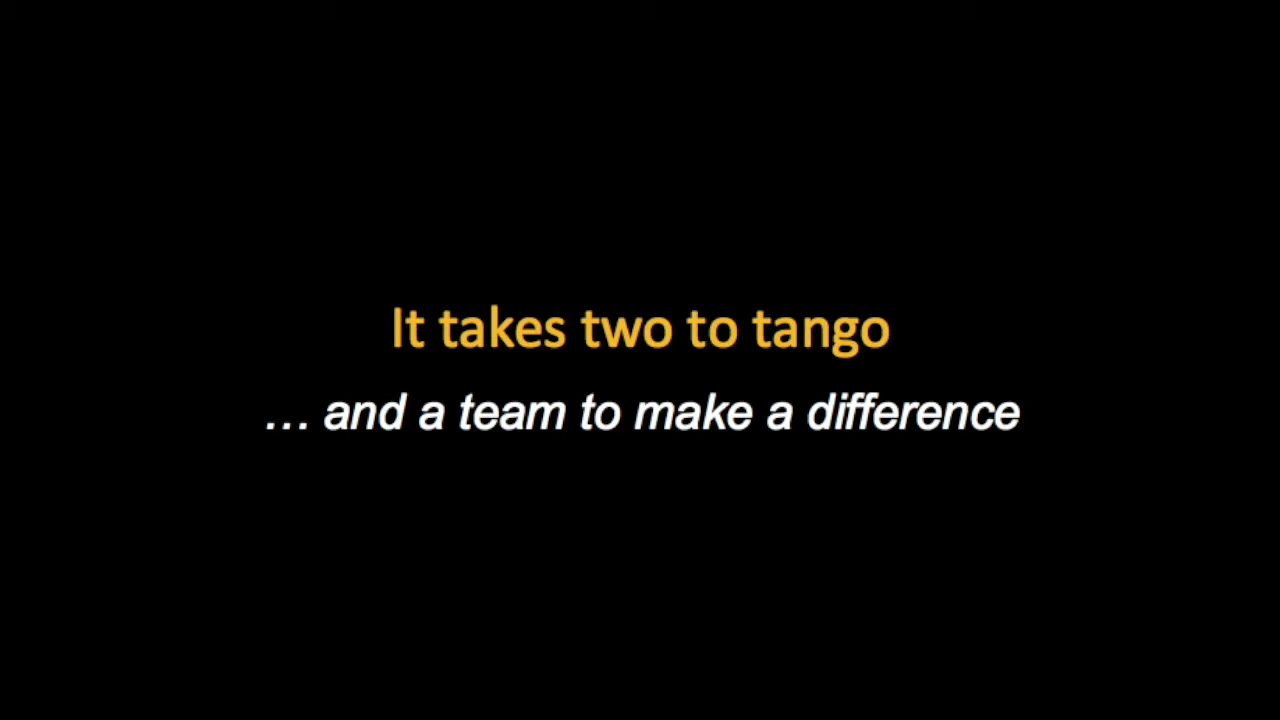 It takes two to tango
… and a team to make a difference